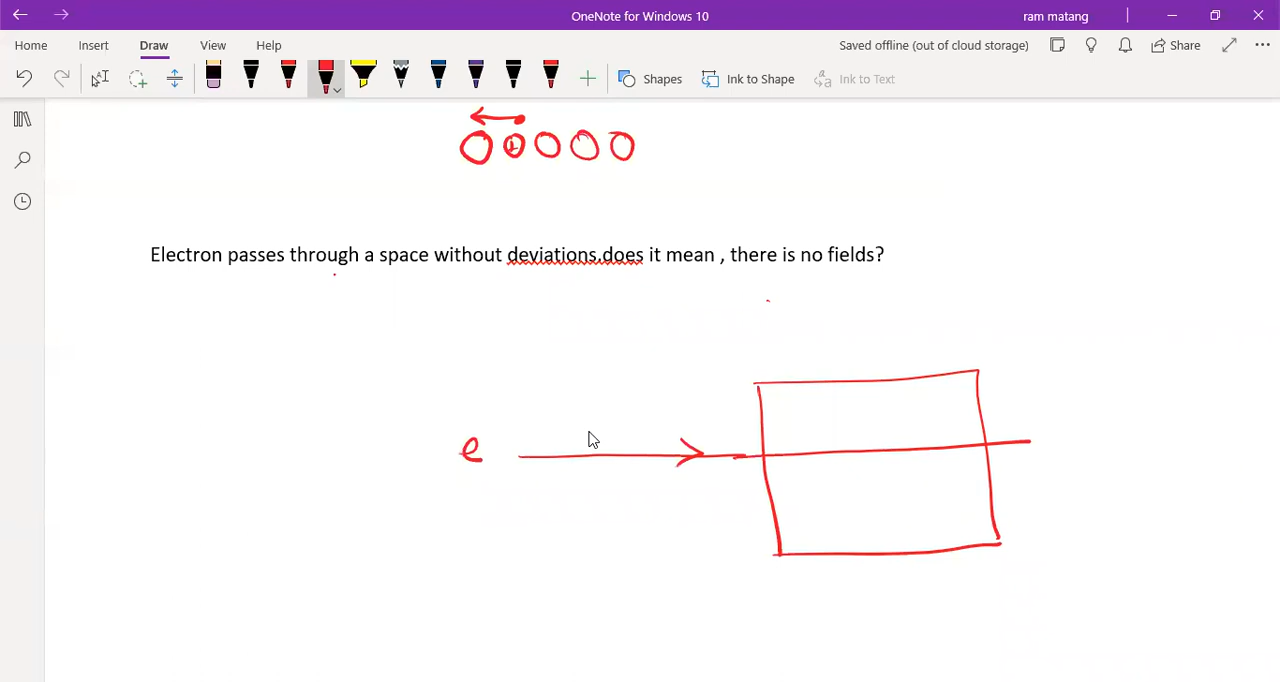 OneNote for Windows 10
ram matang
Home
Insert
Draw
View
Help
Saved offline (out of cloud storage)
Share
Shapes
Ink to Shape
Ink to Text
Electron passes through a space without deviations.does it mean , there is no fields?
e